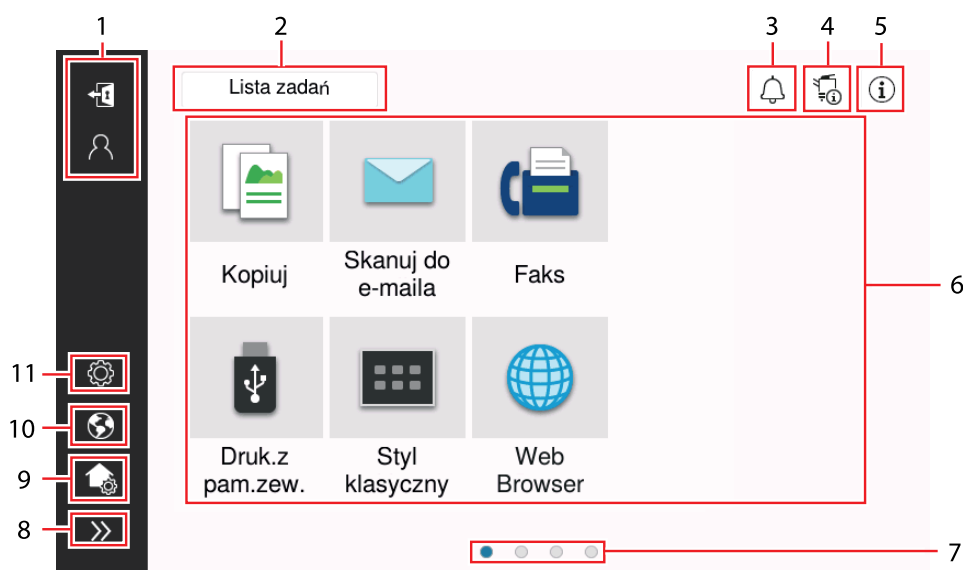 1
2
3
4
5
Lista zadań
Kopiuj
Skanuj do
e-maila
Faks
6
11
10
9
8
Druk.z
pam.zew.
Styl
klasyczny
Web
Browser
7